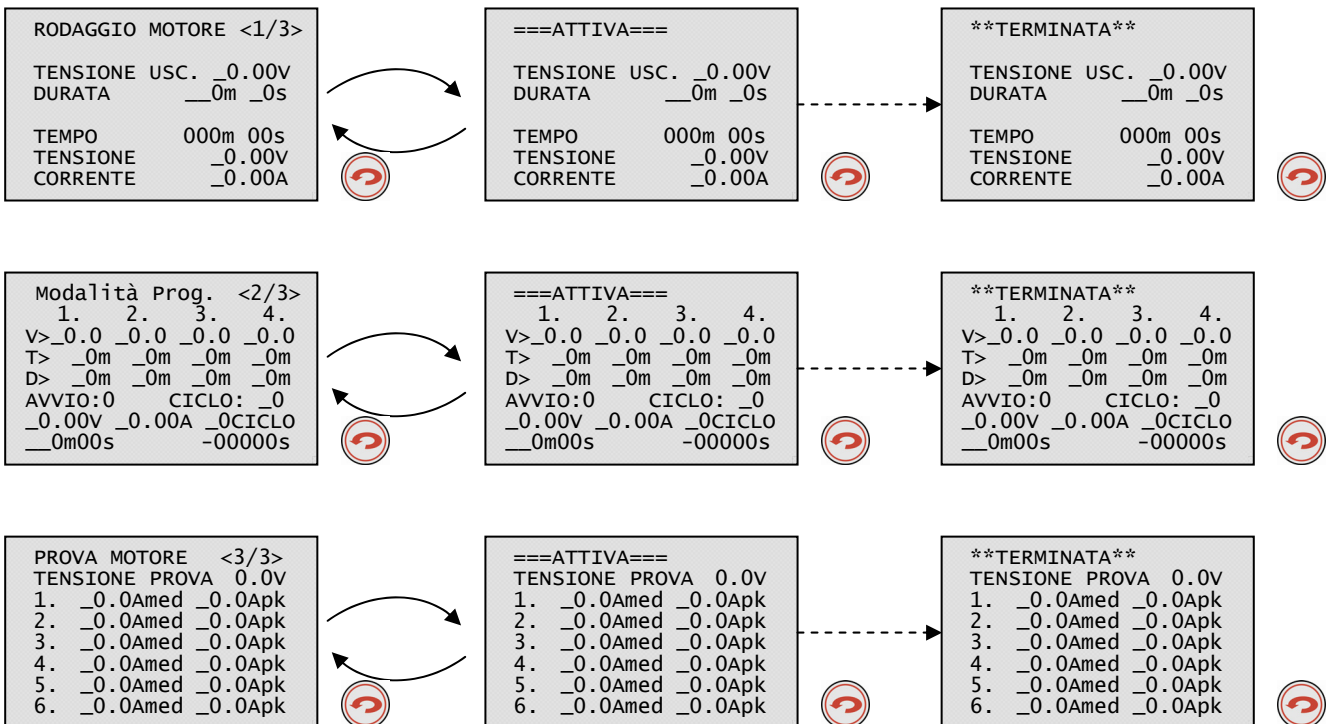 RODAGGIO MOTORE <1/3>
TENSIONE USC. _0.00V
DURATA __0m _0s
TEMPO 000m 00s
TENSIONE _0.00V
CORRENTE _0.00A
===ATTIVA===
TENSIONE USC. _0.00V
DURATA __0m _0s
TEMPO 000m 00s
TENSIONE _0.00V
CORRENTE _0.00A
**TERMINATA**
TENSIONE USC. _0.00V
DURATA __0m _0s
TEMPO 000m 00s
TENSIONE _0.00V
CORRENTE _0.00A
Modalità Prog. <2/3>
1. 2. 3. 4.
V>_0.0 _0.0 _0.0 _0.0
T> _0m _0m _0m _0m
D> _0m _0m _0m _0m
AVVIO:0 CICLO: _0
_0.00V _0.00A _0CICLO
__0m00s -00000s
===ATTIVA===
1. 2. 3. 4.
V>_0.0 _0.0 _0.0 _0.0
T> _0m _0m _0m _0m
D> _0m _0m _0m _0m
AVVIO:0 CICLO: _0
_0.00V _0.00A _0CICLO
__0m00s -00000s
**TERMINATA**
1. 2. 3. 4.
V>_0.0 _0.0 _0.0 _0.0
T> _0m _0m _0m _0m
D> _0m _0m _0m _0m
AVVIO:0 CICLO: _0
_0.00V _0.00A _0CICLO
__0m00s -00000s
PROVA MOTORE <3/3>
TENSIONE PROVA 0.0V
1. _0.0Amed _0.0Apk
2. _0.0Amed _0.0Apk
3. _0.0Amed _0.0Apk
4. _0.0Amed _0.0Apk
5. _0.0Amed _0.0Apk
6. _0.0Amed _0.0Apk
===ATTIVA===
TENSIONE PROVA 0.0V
1. _0.0Amed _0.0Apk
2. _0.0Amed _0.0Apk
3. _0.0Amed _0.0Apk
4. _0.0Amed _0.0Apk
5. _0.0Amed _0.0Apk
6. _0.0Amed _0.0Apk
**TERMINATA**
TENSIONE PROVA 0.0V
1. _0.0Amed _0.0Apk
2. _0.0Amed _0.0Apk
3. _0.0Amed _0.0Apk
4. _0.0Amed _0.0Apk
5. _0.0Amed _0.0Apk
6. _0.0Amed _0.0Apk